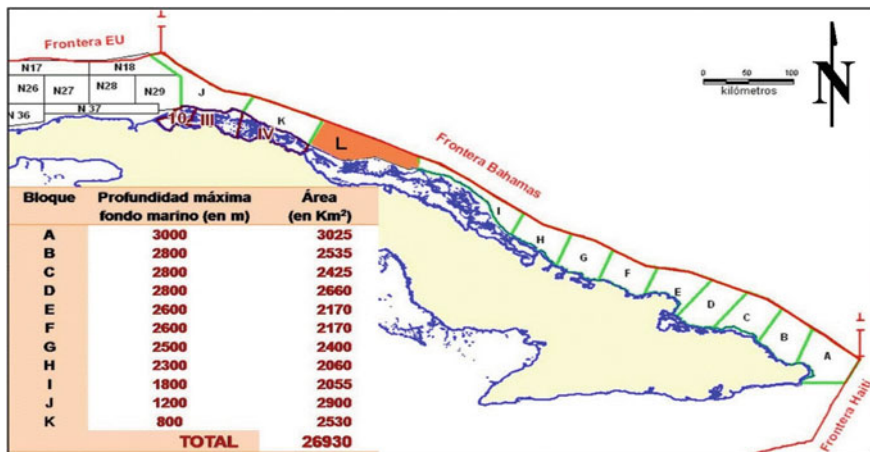 Frontera EU
N17 N18
N26 N27 N28 N29
N 36 N 37
J
K
10 III
IV
L
Frontera Bahamas
0 50 100
kilómetros
N
I
H
G
F
E
D
C
B
A
Frontera Haití
Bloque Profundidad máxima Área
fondo marino (en m) (en Km²)
A 3000 3025
B 2800 2535
C 2800 2425
D 2800 2660
E 2600 2170
F 2600 2170
G 2500 2400
H 2300 2060
I 1800 2055
J 1200 2900
K 800 2530
TOTAL 26930